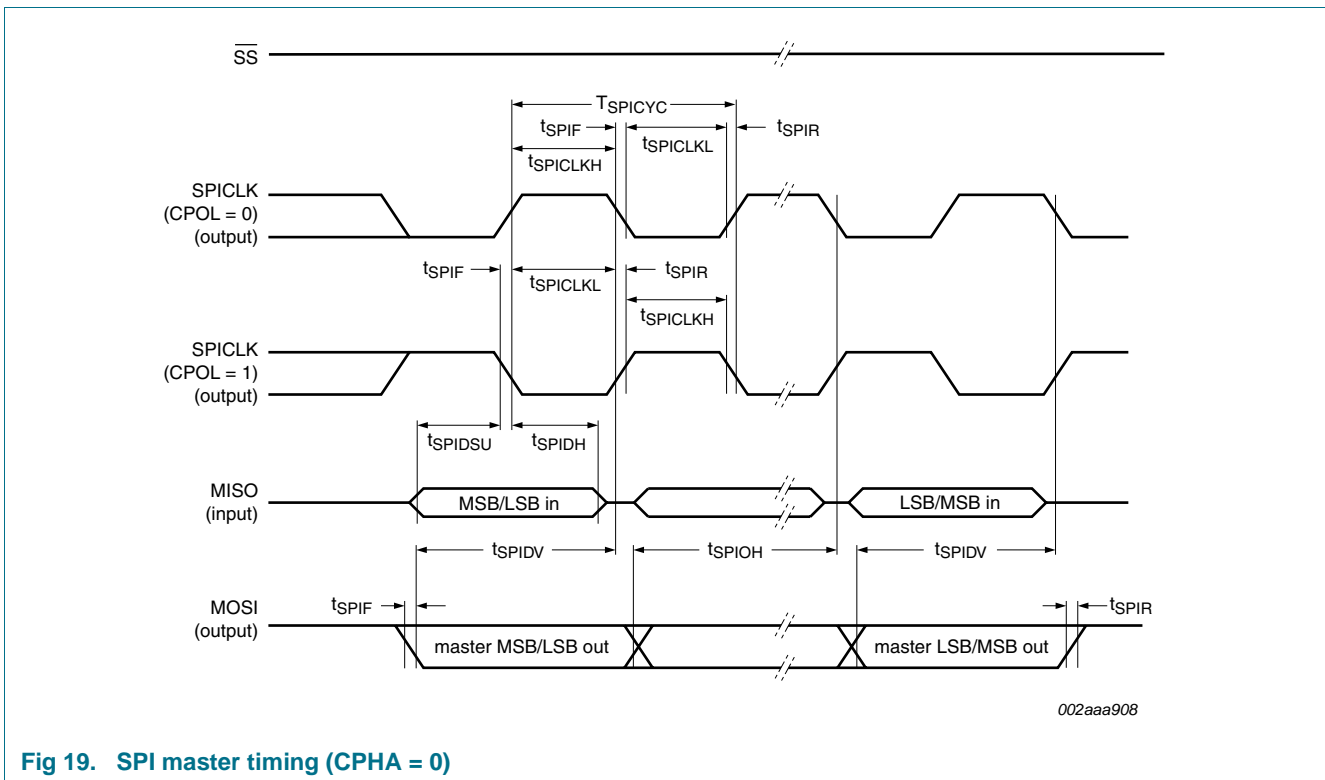 SS
TSPICYC
tSPIF
tSPICLKL
tSPIR
tSPICLKH
SPICLK
(CPOL = 0)
(output)
tSPIF
tSPICLKL
tSPIR
tSPICLKH
SPICLK
(CPOL = 1)
(output)
tSPIDSU
tSPIDH
MISO
(input)
MSB/LSB in
LSB/MSB in
tSPIDV
tSPIOH
tSPIDV
MOSI
(output)
tSPIF
tSPIR
master MSB/LSB out
master LSB/MSB out
002aaa908
Fig 19. SPI master timing (CPHA = 0)